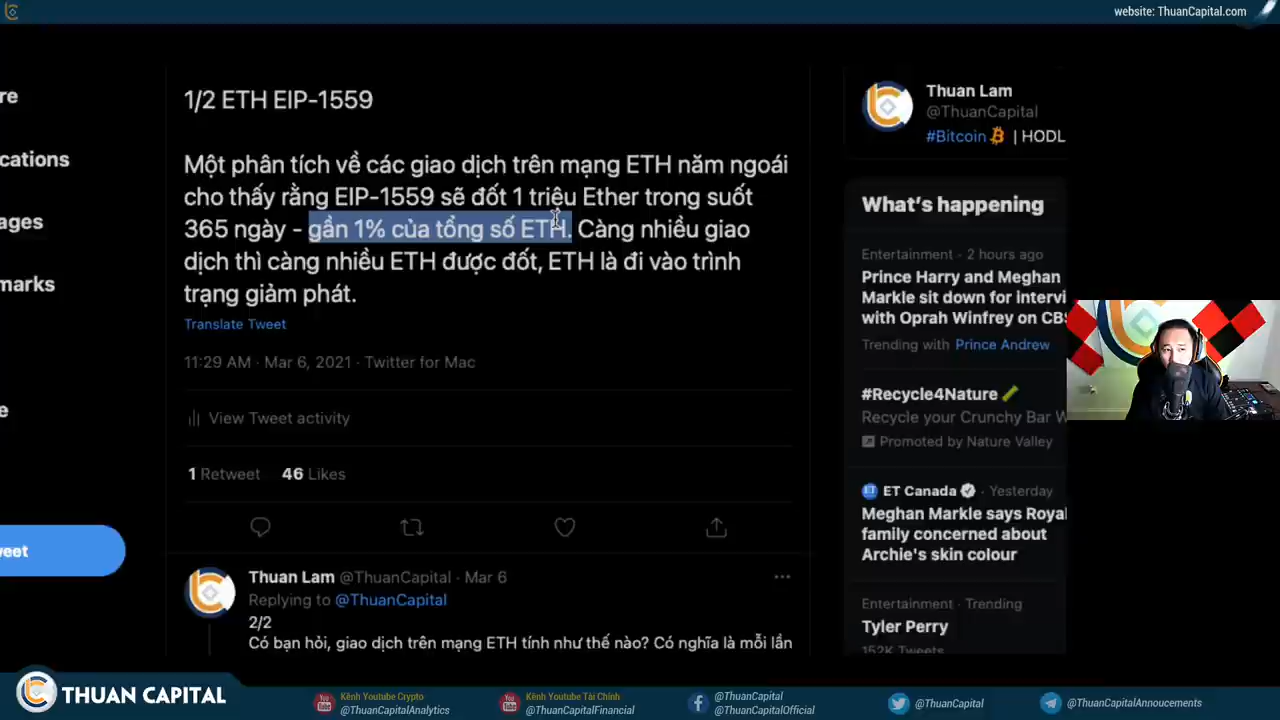 website: ThuanCapital.com
re
cations
ages
marks
e
weet
1/2 ETH EIP-1559
Một phân tích về các giao dịch trên mạng ETH năm ngoái
cho thấy rằng EIP-1559 sẽ đốt 1 triệu Ether trong suốt
365 ngày - gần 1% của tổng số ETH. Càng nhiều giao
dịch thì càng nhiều ETH được đốt, ETH là đi vào trình
trạng giảm phát.
Translate Tweet
11:29 AM · Mar 6, 2021 · Twitter for Mac
View Tweet activity
1 Retweet 46 Likes
Thuan Lam @ThuanCapital · Mar 6
Replying to @ThuanCapital
2/2
Có bạn hỏi, giao dịch trên mạng ETH tính như thế nào? Có nghĩa là mỗi lần
Thuan Lam
@ThuanCapital
#Bitcoin | HODL
What's happening
Entertainment · 2 hours ago
Prince Harry and Meghan
Markle sit down for intervi
with Oprah Winfrey on CBS
Trending with Prince Andrew
#Recycle4Nature
Recycle your Crunchy Bar W
Promoted by Nature Valley
ET Canada · Yesterday
Meghan Markle says Royal
family concerned about
Archie's skin colour
Entertainment · Trending
Tyler Perry
152K Tweets
THUAN CAPITAL
Kênh Youtube Crypto
@ThuanCapitalAnalytics
Kênh Youtube Tài Chính
@ThuanCapitalFinancial
@ThuanCapital
@ThuanCapitalOfficial
@ThuanCapital
@ThuanCapitalAnnoucements